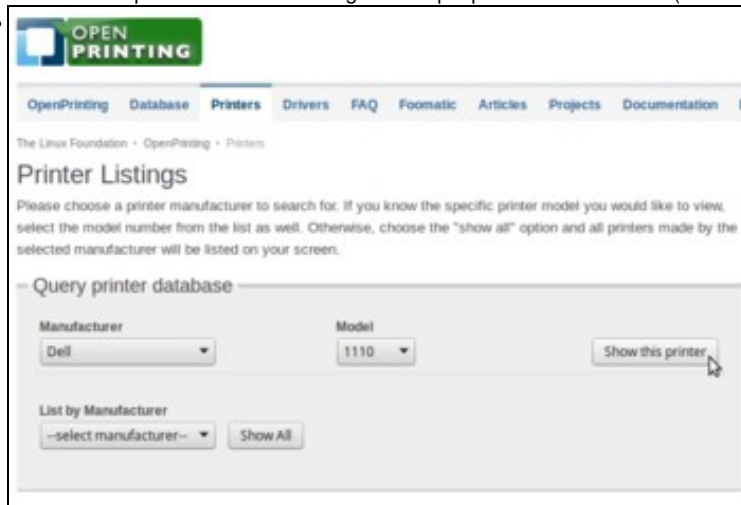 OPEN
PRINTING
OpenPrinting Database Printers Drivers FAQ Foomatic Articles Projects Documentation
The Linux Foundation • OpenPrinting • Printers
Printer Listings
Please choose a printer manufacturer to search for. If you know the specific printer model you would like to view,
select the model number from the list as well. Otherwise, choose the "show all" option and all printers made by the
selected manufacturer will be listed on your screen.
Query printer database
Manufacturer Model
Dell 1110 Show this printer
List by Manufacturer
--select manufacturer-- Show All